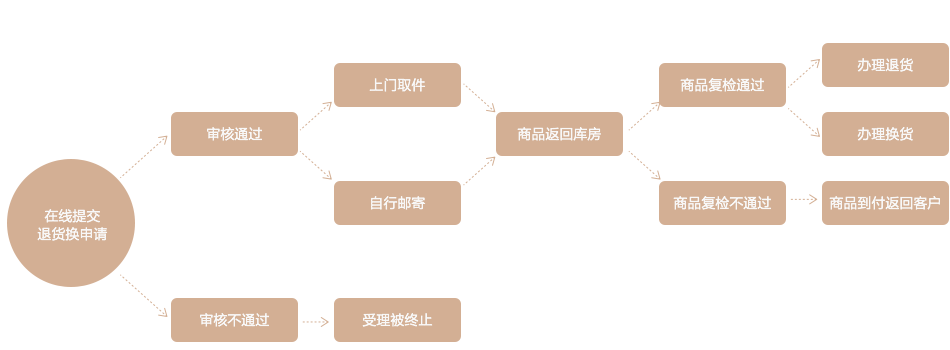 在线提交
退货换申请
审核通过
审核不通过
上门取件
自行邮寄
受理被终止
商品返回库房
商品复检通过
商品复检不通过
办理退货
办理换货
商品到付返回客户